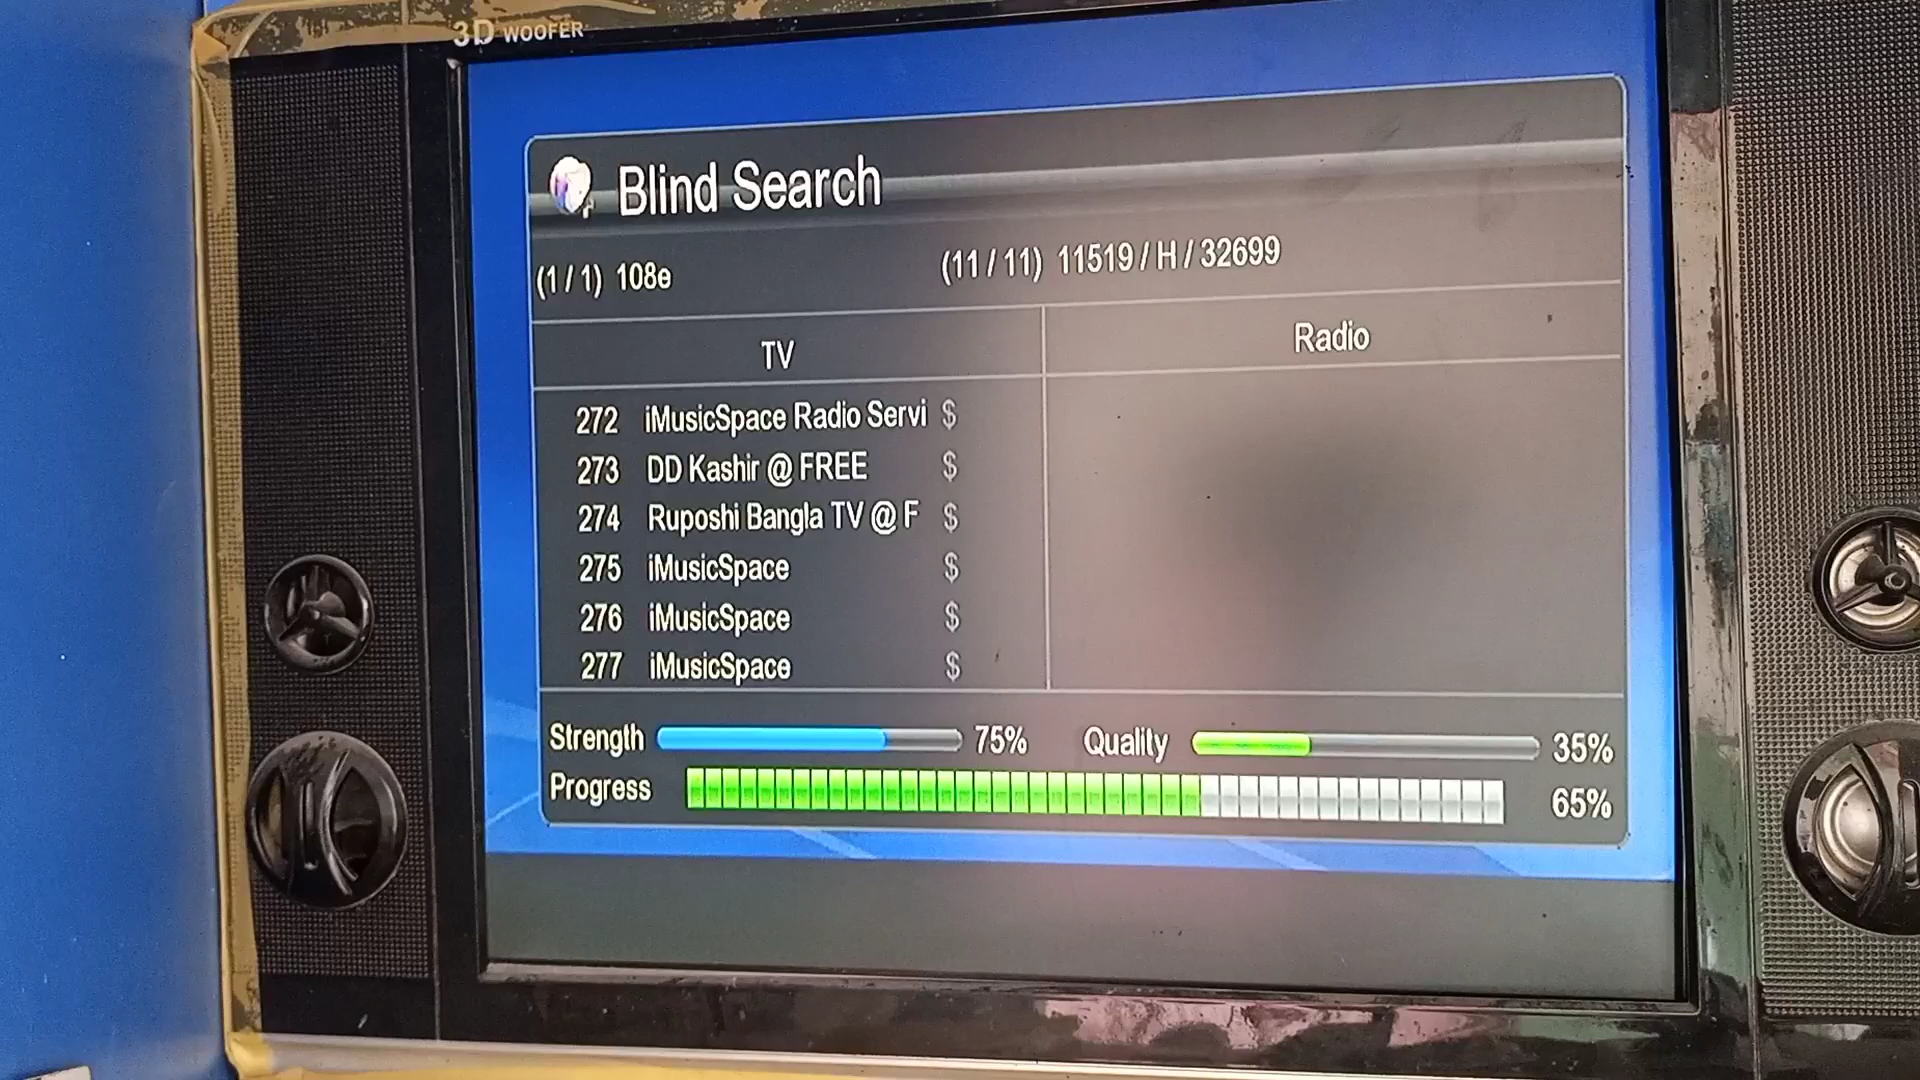 3D WOOFER
Blind Search
(1 / 1) 108e
(11 / 11) 11519 / H / 32699
TV
Radio
272 iMusicSpace Radio Servi $
273 DD Kashir @ FREE $
274 Ruposhi Bangla TV @ F $
275 iMusicSpace $
276 iMusicSpace $
277 iMusicSpace $
Strength 75% Quality 35%
Progress 65%